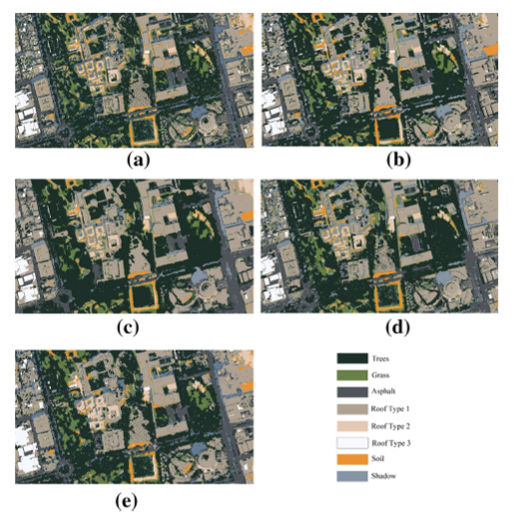 (a)
(b)
(c)
(d)
(e)
Trees
Grass
Asphalt
Roof Type 1
Roof Type 2
Roof Type 3
Soil
Shadow